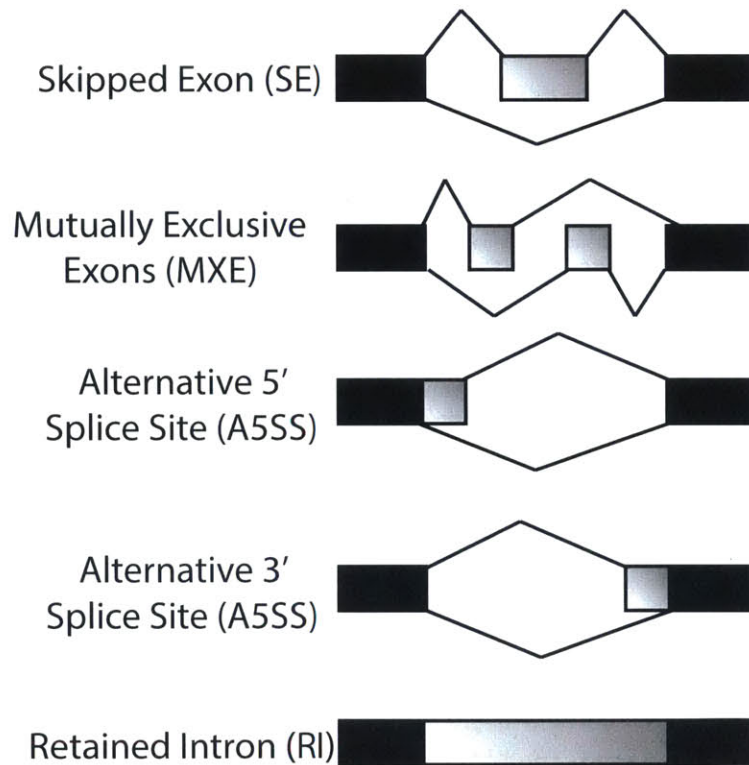 Skipped Exon (SE)
Mutually Exclusive
Exons (MXE)
Alternative 5'
Splice Site (A5SS)
Alternative 3'
Splice Site (A5SS)
Retained Intron (RI)